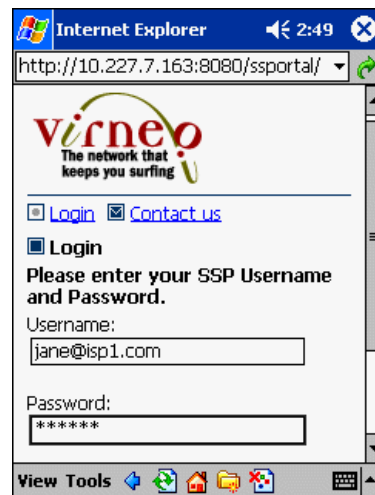 Internet Explorer 2:49
http://10.227.7.163:8080/ssportal/
Virneo
The network that
keeps you surfing
Login Contact us
Login
Please enter your SSP Username
and Password.
Username:
jane@isp1.com
Password:
******
View Tools